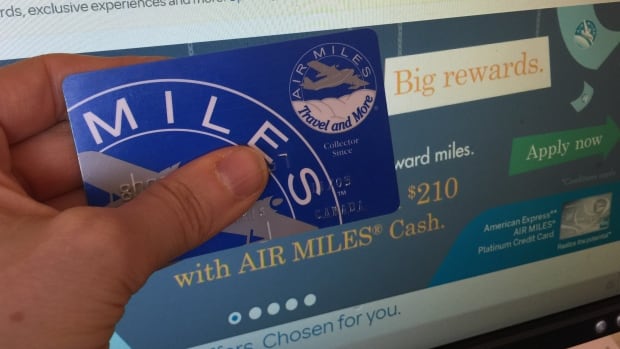 rds, exclusive experiences and more
AIR MILES
Travel and More
Collector
Since
MILES
CANADA
Big rewards.
ward miles.
$210
with AIR MILES® Cash.
Apply now
American Express**
AIR MILES®*
Platinum Credit Card
ffers. Chosen for you.